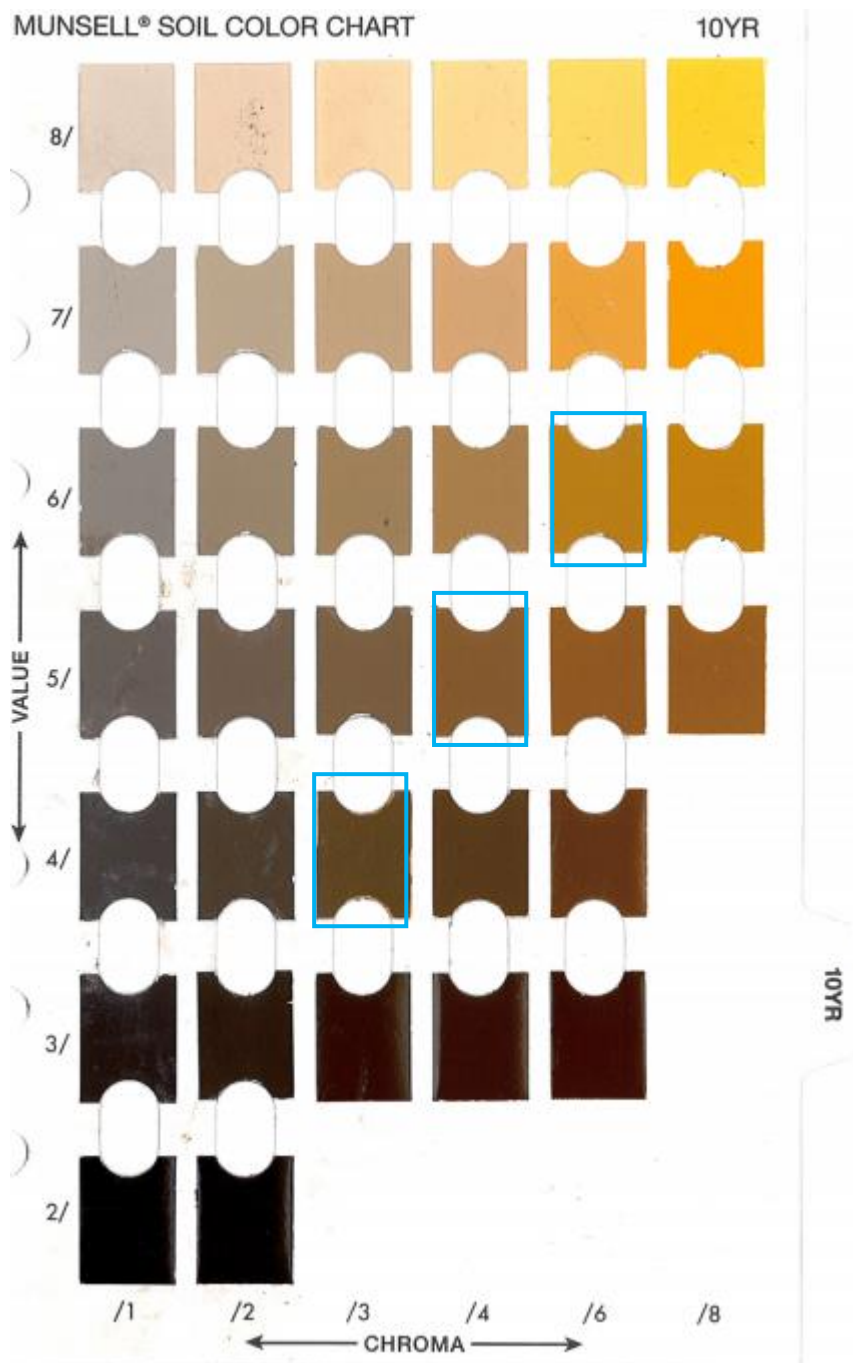 MUNSELL® SOIL COLOR CHART 10YR
8/
7/
6/
5/
4/
3/
2/
VALUE
10YR
/1 /2 /3 /4 /6 /8
CHROMA